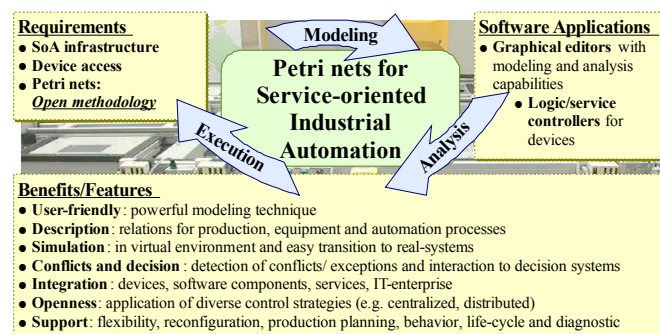 Requirements
● SoA infrastructure
● Device access
● Petri nets:
Open methodology
Modeling
Software Applications
● Graphical editors with
modeling and analysis
capabilities
● Logic/service
controllers for
devices
Petri nets for
Service-oriented
Industrial
Automation
Execution
Analysis
Benefits/Features
● User-friendly: powerful modeling technique
● Description: relations for production, equipment and automation processes
● Simulation: in virtual environment and easy transition to real-systems
● Conflicts and decision: detection of conflicts/ exceptions and interaction to decision systems
● Integration: devices, software components, services, IT-enterprise
● Openness: application of diverse control strategies (e.g. centralized, distributed)
● Support: flexibility, reconfiguration, production planning, behavior, life-cycle and diagnostic